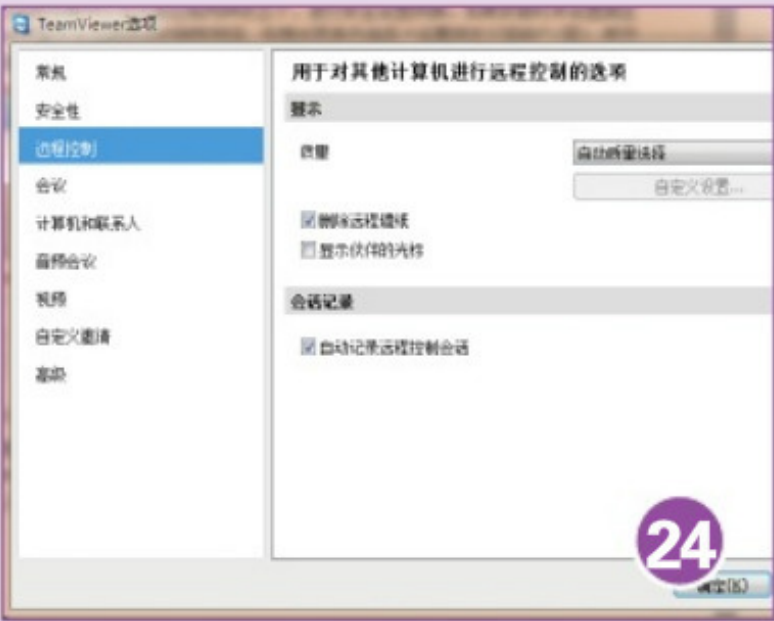 TeamViewer选项
常规
安全性
远程控制
会议
计算机和联系人
音频会议
视频
自定义邀请
高级
用于对其他计算机进行远程控制的选项
显示
质量
自动质量选择
自定义设置...
删除远程墙纸
显示伙伴的光标
会话记录
自动记录远程控制会话
24
确定(K)